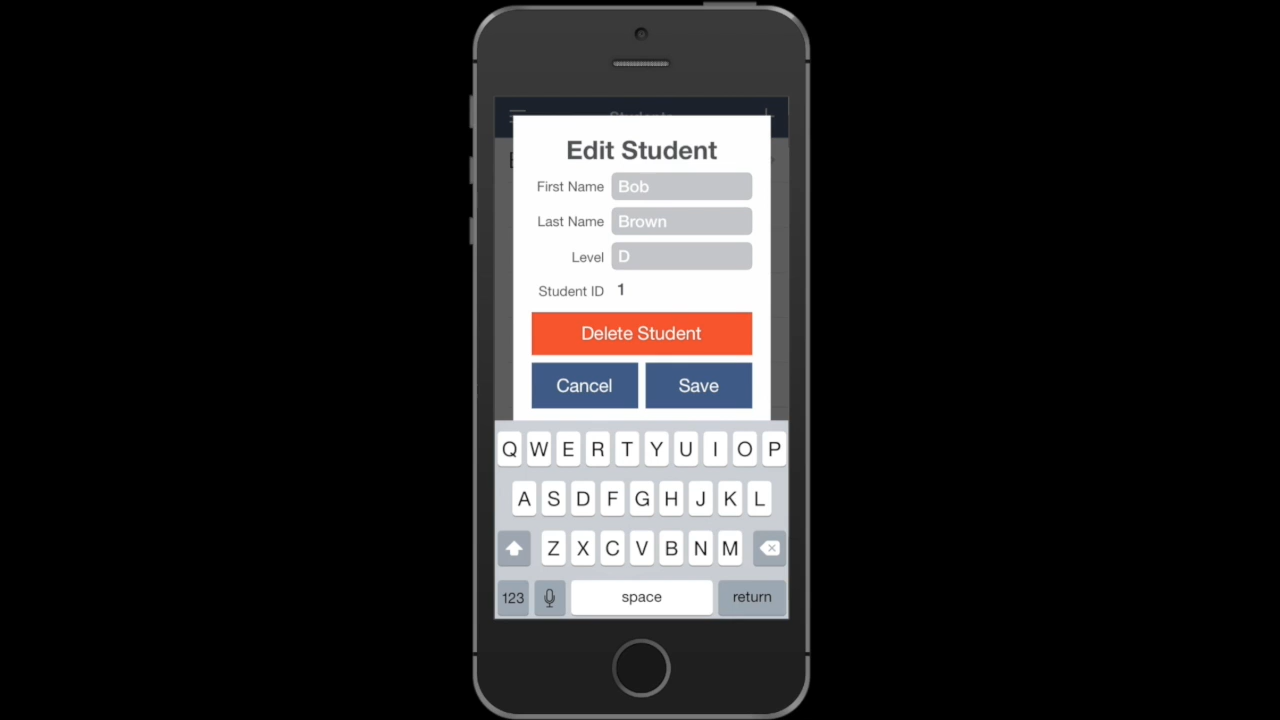 Students
Edit Student
First Name Bob
Last Name Brown
Level D
Student ID 1
Delete Student
Cancel Save
Q W E R T Y U I O P
A S D F G H J K L
Z X C V B N M
123 space return